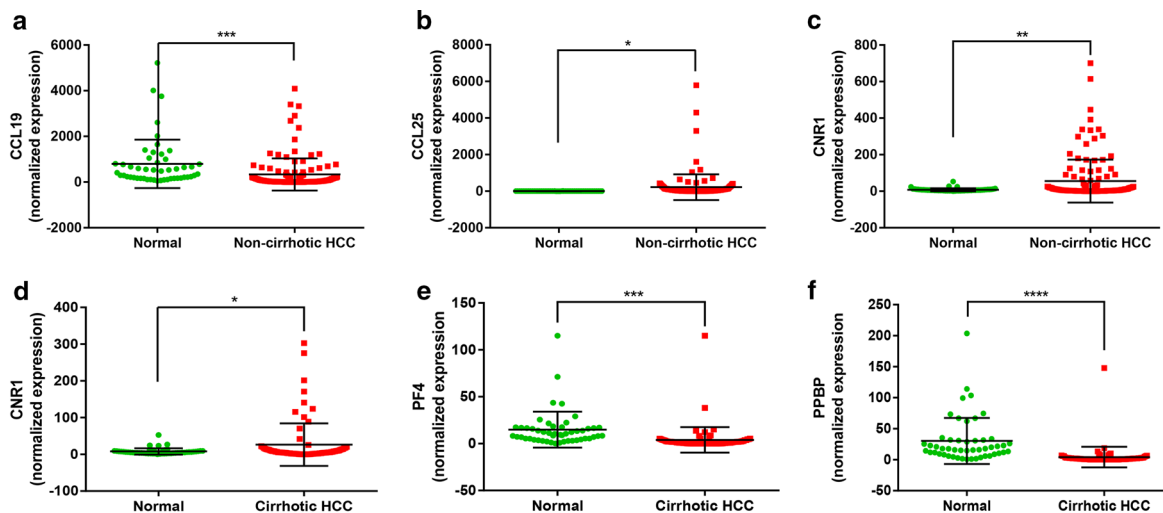 a
***
CCL19
(normalized expression)
6000
4000
2000
0
-2000
Normal
Non-cirrhotic HCC
b
*
CCL25
(normalized expression)
8000
6000
4000
2000
0
-2000
Normal
Non-cirrhotic HCC
c
**
CNR1
(normalized expression)
800
600
400
200
0
-200
Normal
Non-cirrhotic HCC
d
*
CNR1
(normalized expression)
400
300
200
100
0
-100
Normal
Cirrhotic HCC
e
***
PF4
(normalized expression)
150
100
50
0
-50
Normal
Cirrhotic HCC
f
****
PPBP
(normalized expression)
250
200
150
100
50
0
-50
Normal
Cirrhotic HCC